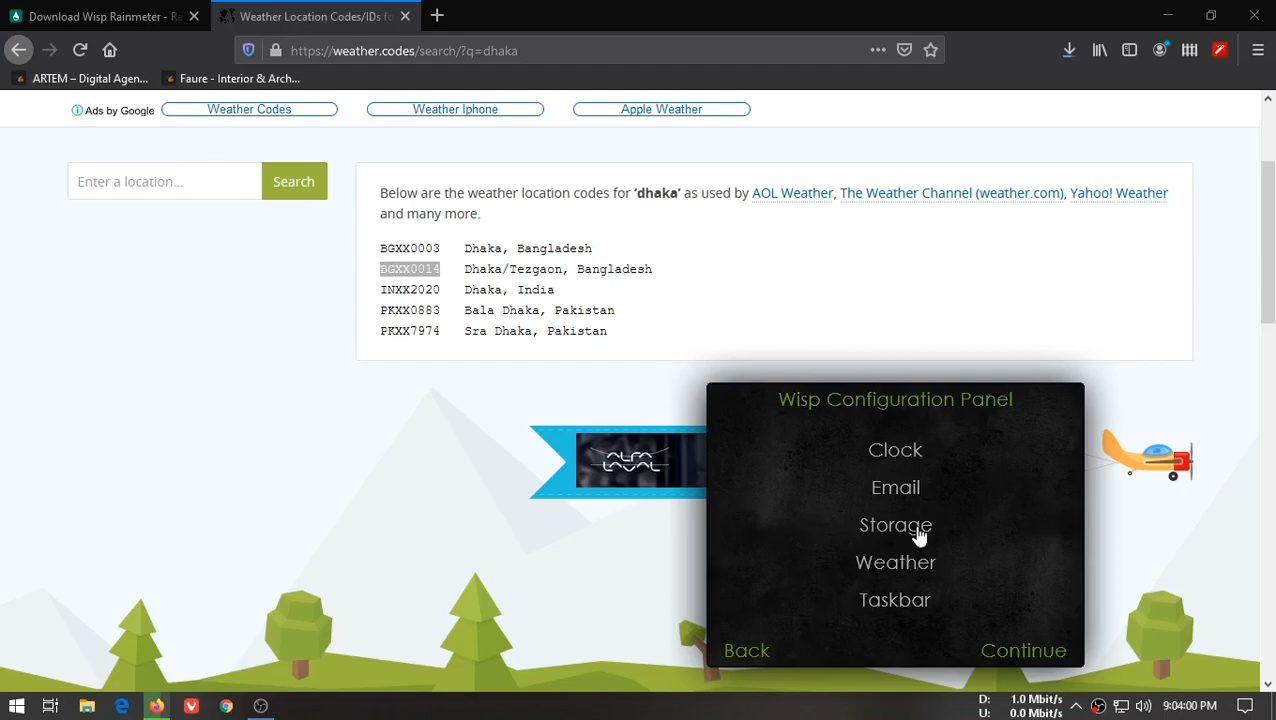 Download Wisp Rainmeter - Ra
Weather Location Codes/IDs fo
https://weather.codes/search/?q=dhaka
ARTEM – Digital Agen...
Faure - Interior & Arch...
Ads by Google
Weather Codes
Weather Iphone
Apple Weather
Enter a location...
Search
Below are the weather location codes for 'dhaka' as used by AOL Weather, The Weather Channel (weather.com), Yahoo! Weather
and many more.
BGXX0003 Dhaka, Bangladesh
BGXX0014 Dhaka/Tezgaon, Bangladesh
INXX2020 Dhaka, India
PKXX0883 Bala Dhaka, Pakistan
PKXX7974 Sra Dhaka, Pakistan
ALFA
LAVAL
Wisp Configuration Panel
Clock
Email
Storage
Weather
Taskbar
Back
Continue
D: 1.0 Mbit/s
U: 0.0 Mbit/s
9:04:00 PM